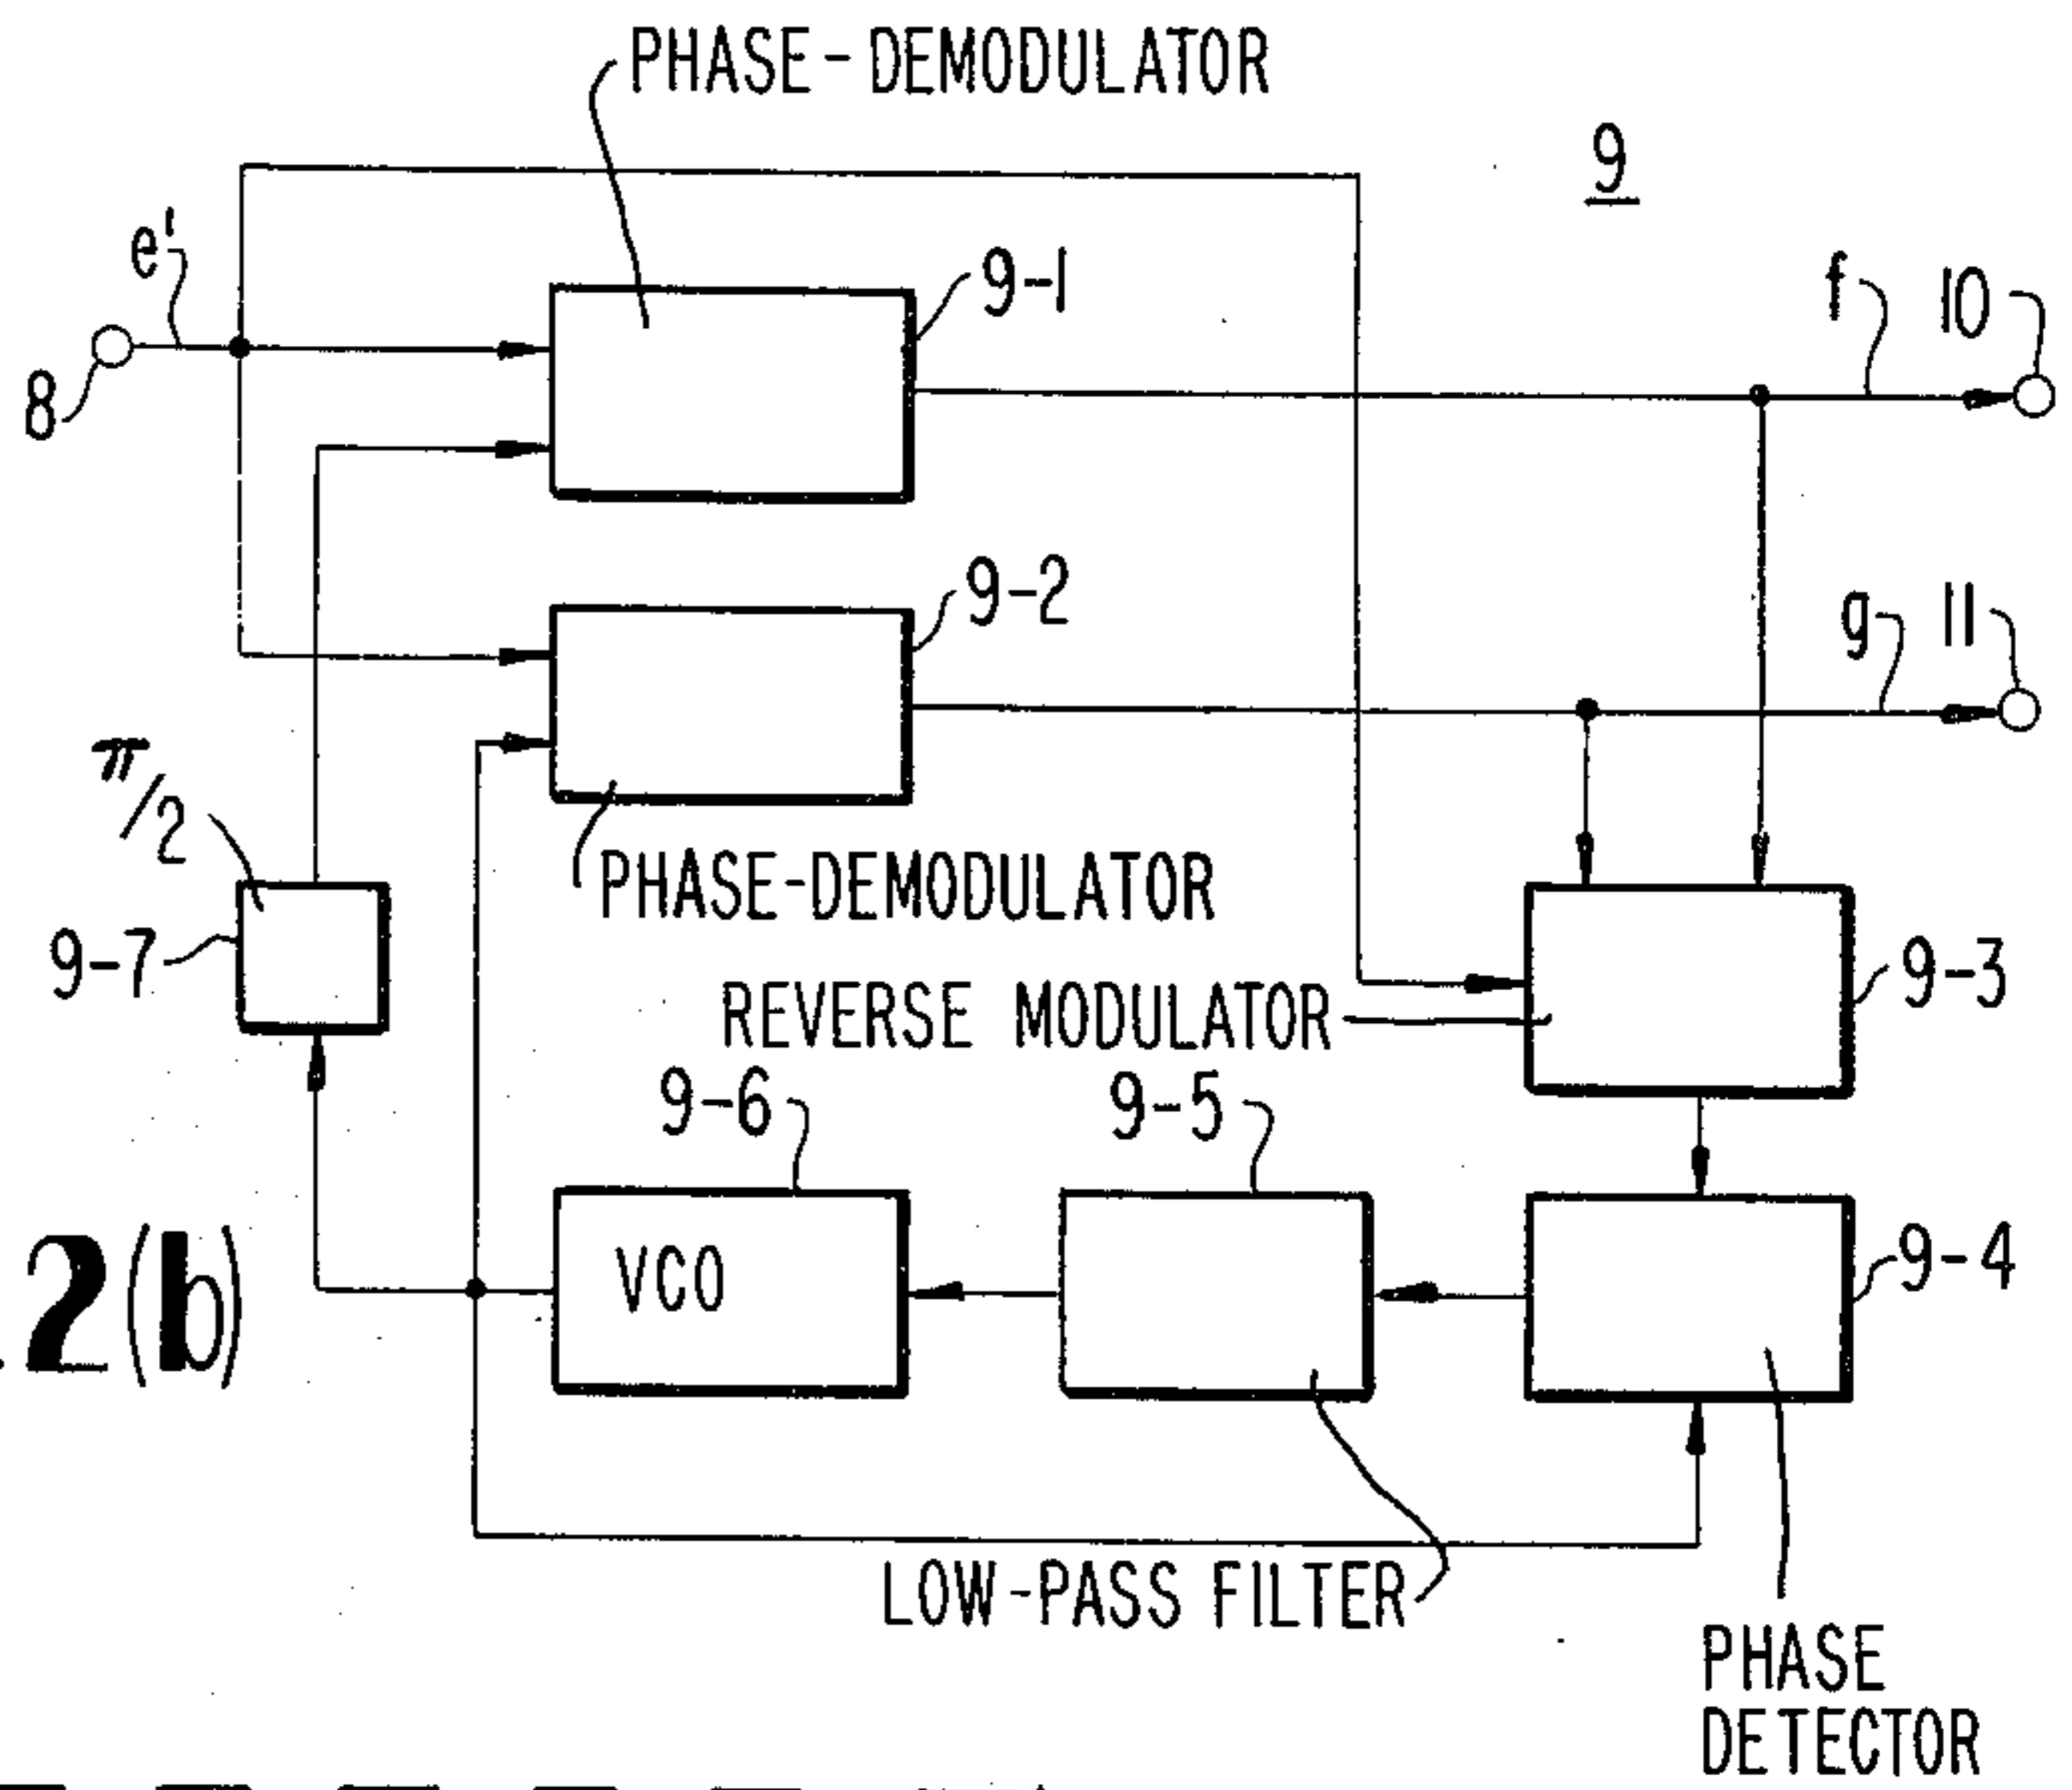 PHASE-DEMODULATOR
9
e'
9-1
f
10
8
9-2
g
11
π/2
PHASE-DEMODULATOR
9-7
9-3
REVERSE MODULATOR
9-6
9-5
VCO
9-4
.2(b)
LOW-PASS FILTER
PHASE
DETECTOR